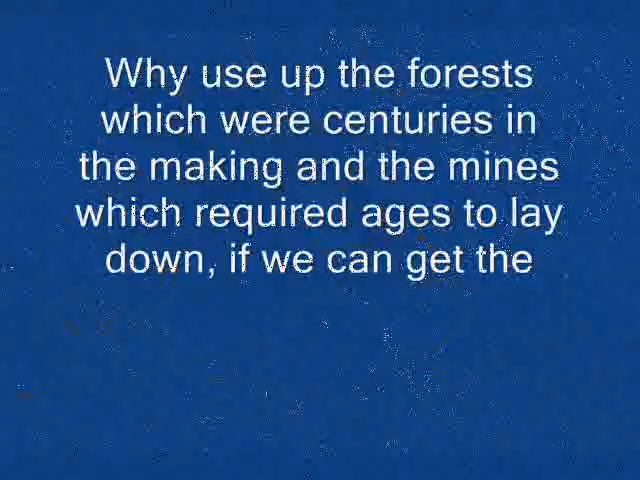 Why use up the forests
which were centuries in
the making and the mines
which required ages to lay
down, if we can get the